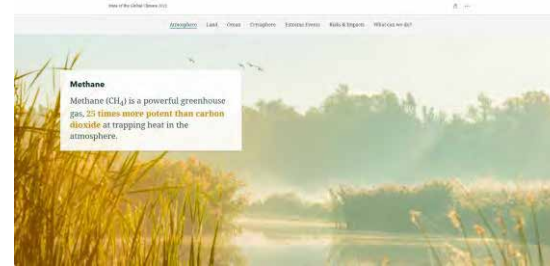 State of the Global Climate 2021
Atmosphere Land Ocean Cryosphere Extreme Events Risks & Impacts What can we do?
Methane
Methane (CH4) is a powerful greenhouse
gas, 25 times more potent than carbon
dioxide at trapping heat in the
atmosphere.